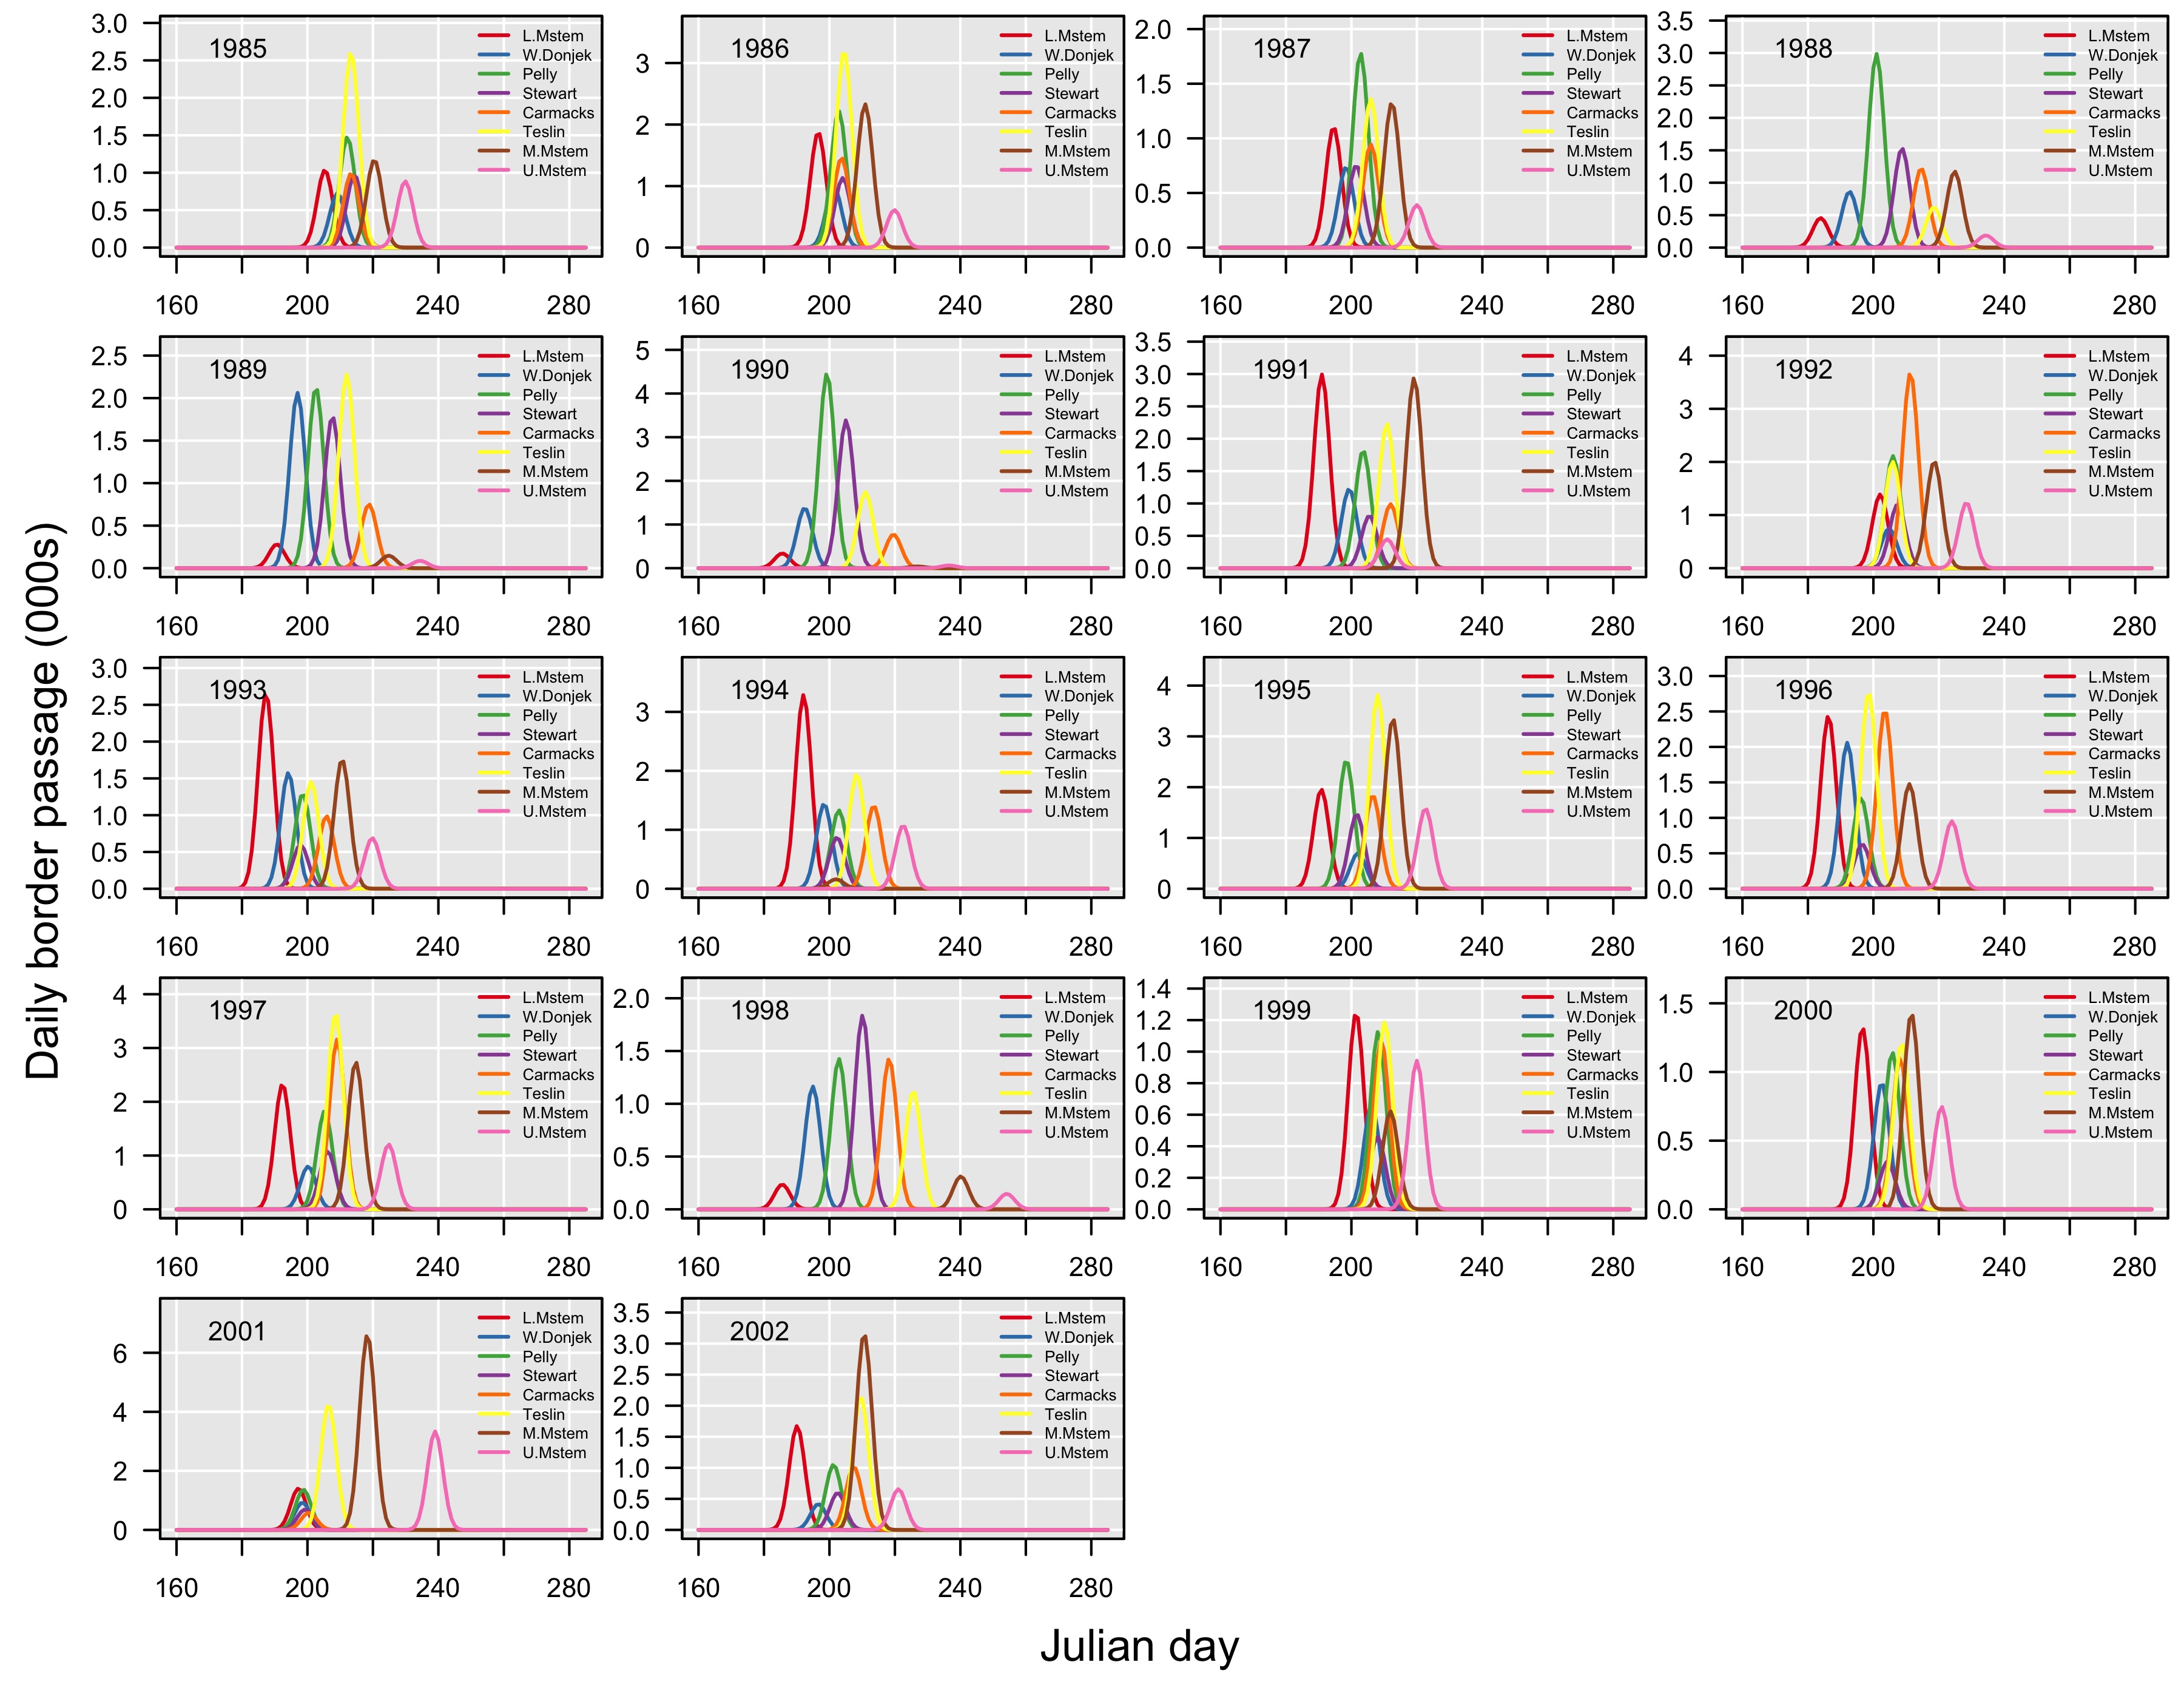 Daily border passage (000s)
1985
3.0
2.5
2.0
1.5
1.0
0.5
0.0
L.Mstem
W.Donjek
Pelly
Stewart
Carmacks
Teslin
M.Mstem
U.Mstem
160 200 240 280
1986
3
2
1
0
L.Mstem
W.Donjek
Pelly
Stewart
Carmacks
Teslin
M.Mstem
U.Mstem
160 200 240 280
1987
2.0
1.5
1.0
0.5
0.0
L.Mstem
W.Donjek
Pelly
Stewart
Carmacks
Teslin
M.Mstem
U.Mstem
160 200 240 280
1988
3.5
3.0
2.5
2.0
1.5
1.0
0.5
0.0
L.Mstem
W.Donjek
Pelly
Stewart
Carmacks
Teslin
M.Mstem
U.Mstem
160 200 240 280
1989
2.5
2.0
1.5
1.0
0.5
0.0
L.Mstem
W.Donjek
Pelly
Stewart
Carmacks
Teslin
M.Mstem
U.Mstem
160 200 240 280
1990
5
4
3
2
1
0
L.Mstem
W.Donjek
Pelly
Stewart
Carmacks
Teslin
M.Mstem
U.Mstem
160 200 240 280
1991
3.5
3.0
2.5
2.0
1.5
1.0
0.5
0.0
L.Mstem
W.Donjek
Pelly
Stewart
Carmacks
Teslin
M.Mstem
U.Mstem
160 200 240 280
1992
4
3
2
1
0
L.Mstem
W.Donjek
Pelly
Stewart
Carmacks
Teslin
M.Mstem
U.Mstem
160 200 240 280
1993
3.0
2.5
2.0
1.5
1.0
0.5
0.0
L.Mstem
W.Donjek
Pelly
Stewart
Carmacks
Teslin
M.Mstem
U.Mstem
160 200 240 280
1994
3
2
1
0
L.Mstem
W.Donjek
Pelly
Stewart
Carmacks
Teslin
M.Mstem
U.Mstem
160 200 240 280
1995
4
3
2
1
0
L.Mstem
W.Donjek
Pelly
Stewart
Carmacks
Teslin
M.Mstem
U.Mstem
160 200 240 280
1996
3.0
2.5
2.0
1.5
1.0
0.5
0.0
L.Mstem
W.Donjek
Pelly
Stewart
Carmacks
Teslin
M.Mstem
U.Mstem
160 200 240 280
1997
4
3
2
1
0
L.Mstem
W.Donjek
Pelly
Stewart
Carmacks
Teslin
M.Mstem
U.Mstem
160 200 240 280
1998
2.0
1.5
1.0
0.5
0.0
L.Mstem
W.Donjek
Pelly
Stewart
Carmacks
Teslin
M.Mstem
U.Mstem
160 200 240 280
1999
1.4
1.2
1.0
0.8
0.6
0.4
0.2
0.0
L.Mstem
W.Donjek
Pelly
Stewart
Carmacks
Teslin
M.Mstem
U.Mstem
160 200 240 280
2000
1.5
1.0
0.5
0.0
L.Mstem
W.Donjek
Pelly
Stewart
Carmacks
Teslin
M.Mstem
U.Mstem
160 200 240 280
2001
6
4
2
0
L.Mstem
W.Donjek
Pelly
Stewart
Carmacks
Teslin
M.Mstem
U.Mstem
160 200 240 280
2002
3.5
3.0
2.5
2.0
1.5
1.0
0.5
0.0
L.Mstem
W.Donjek
Pelly
Stewart
Carmacks
Teslin
M.Mstem
U.Mstem
160 200 240 280
Julian day